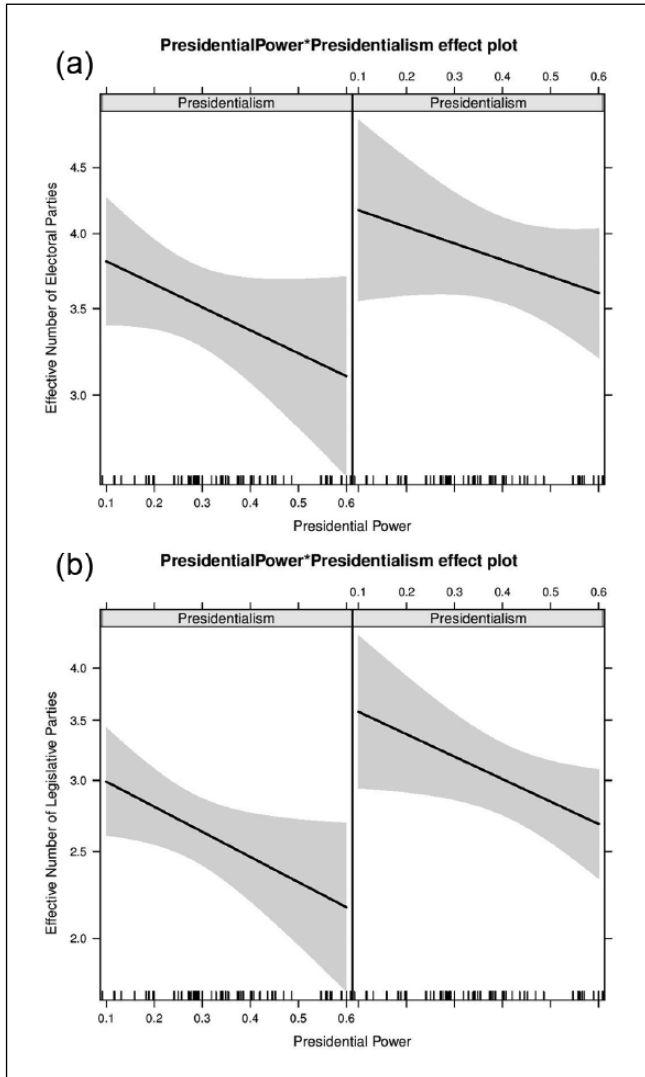 PresidentialPower*Presidentialism effect plot
(a)
0.1 0.2 0.3 0.4 0.5 0.6
Presidentialism Presidentialism
Effective Number of Electoral Parties
4.5
4.0
3.5
3.0
0.1 0.2 0.3 0.4 0.5 0.6
Presidential Power
PresidentialPower*Presidentialism effect plot
(b)
0.1 0.2 0.3 0.4 0.5 0.6
Presidentialism Presidentialism
Effective Number of Legislative Parties
4.0
3.5
3.0
2.5
2.0
0.1 0.2 0.3 0.4 0.5 0.6
Presidential Power